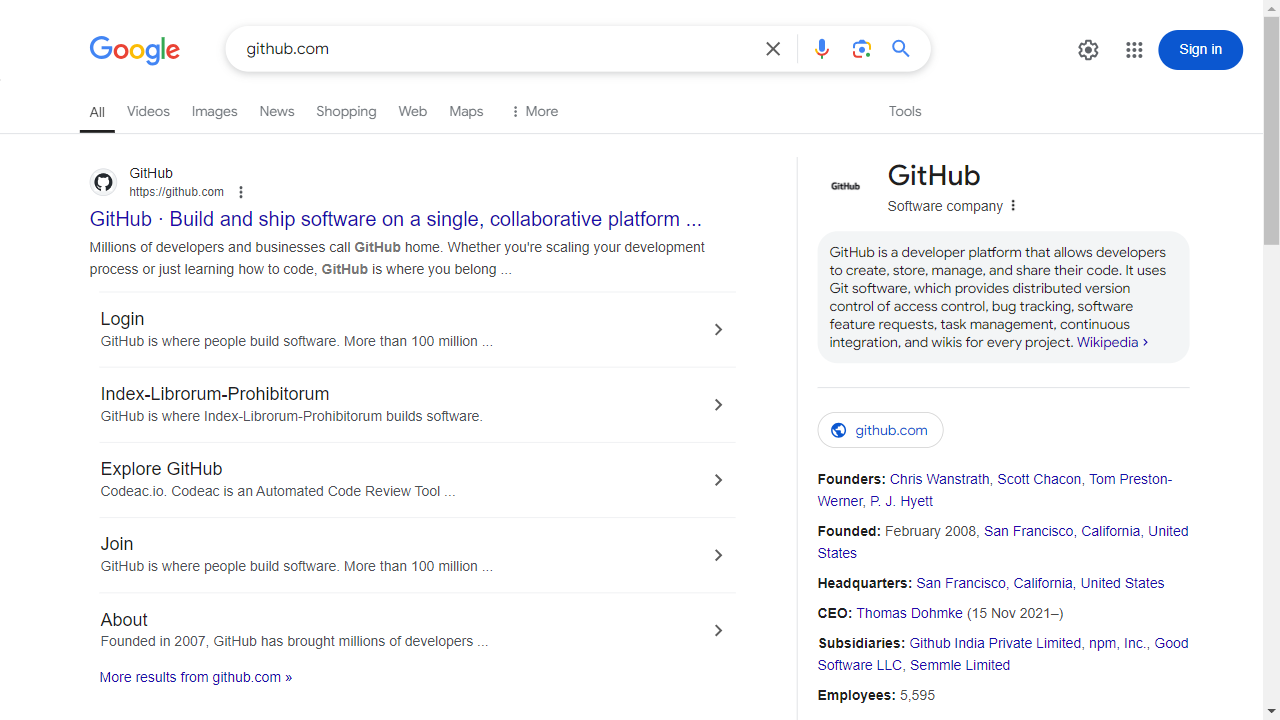 Google
github.com
Sign in
All
Videos
Images
News
Shopping
Web
Maps
More
Tools
GitHub
https://github.com
GitHub · Build and ship software on a single, collaborative platform ...
Millions of developers and businesses call GitHub home. Whether you're scaling your development
process or just learning how to code, GitHub is where you belong ...
Login
GitHub is where people build software. More than 100 million ...
Index-Librorum-Prohibitorum
GitHub is where Index-Librorum-Prohibitorum builds software.
Explore GitHub
Codeac.io. Codeac is an Automated Code Review Tool ...
Join
GitHub is where people build software. More than 100 million ...
About
Founded in 2007, GitHub has brought millions of developers ...
More results from github.com »
GitHub
GitHub
Software company
GitHub is a developer platform that allows developers
to create, store, manage, and share their code. It uses
Git software, which provides distributed version
control of access control, bug tracking, software
feature requests, task management, continuous
integration, and wikis for every project. Wikipedia ›
github.com
Founders: Chris Wanstrath, Scott Chacon, Tom Preston-
Werner, P. J. Hyett
Founded: February 2008, San Francisco, California, United
States
Headquarters: San Francisco, California, United States
CEO: Thomas Dohmke (15 Nov 2021–)
Subsidiaries: Github India Private Limited, npm, Inc., Good
Software LLC, Semmle Limited
Employees: 5,595